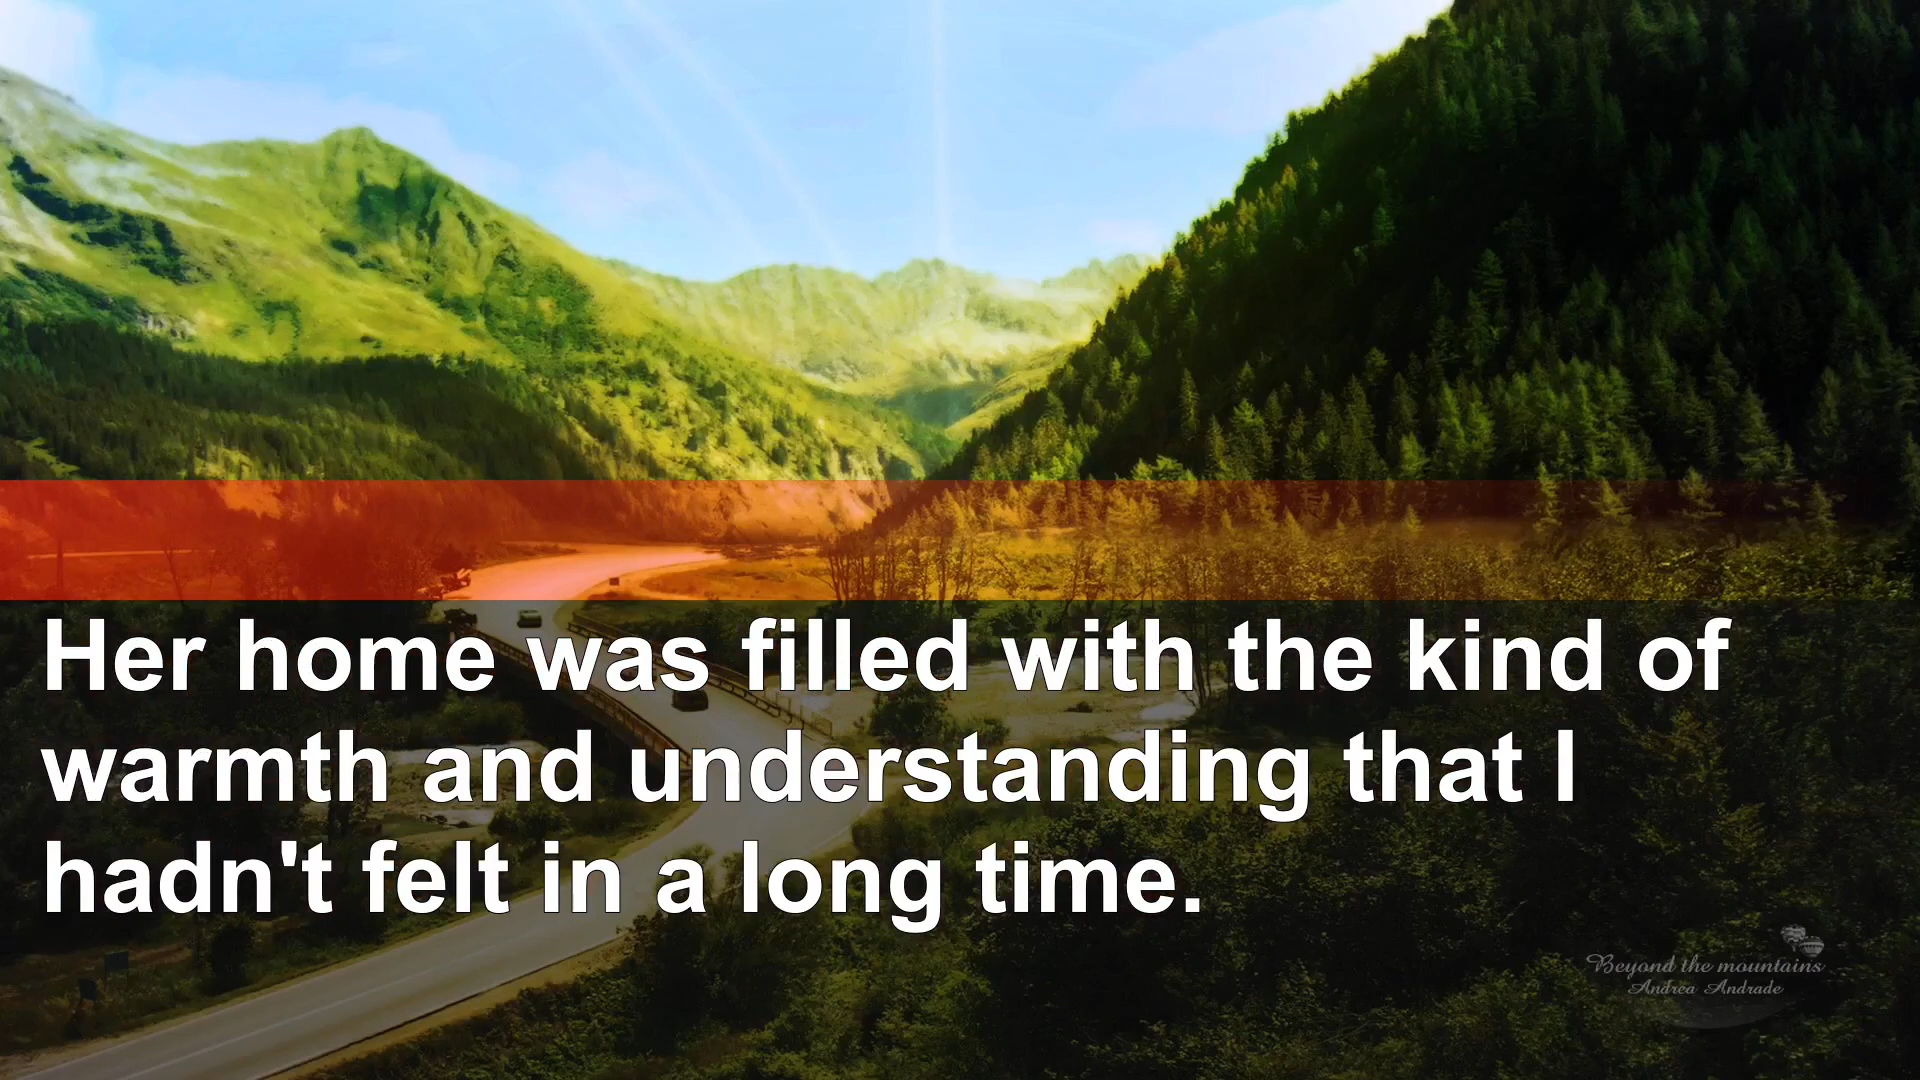 Her home was filled with the kind of
warmth and understanding that I
hadn't felt in a long time.
Beyond the mountains
Andrea Andrade